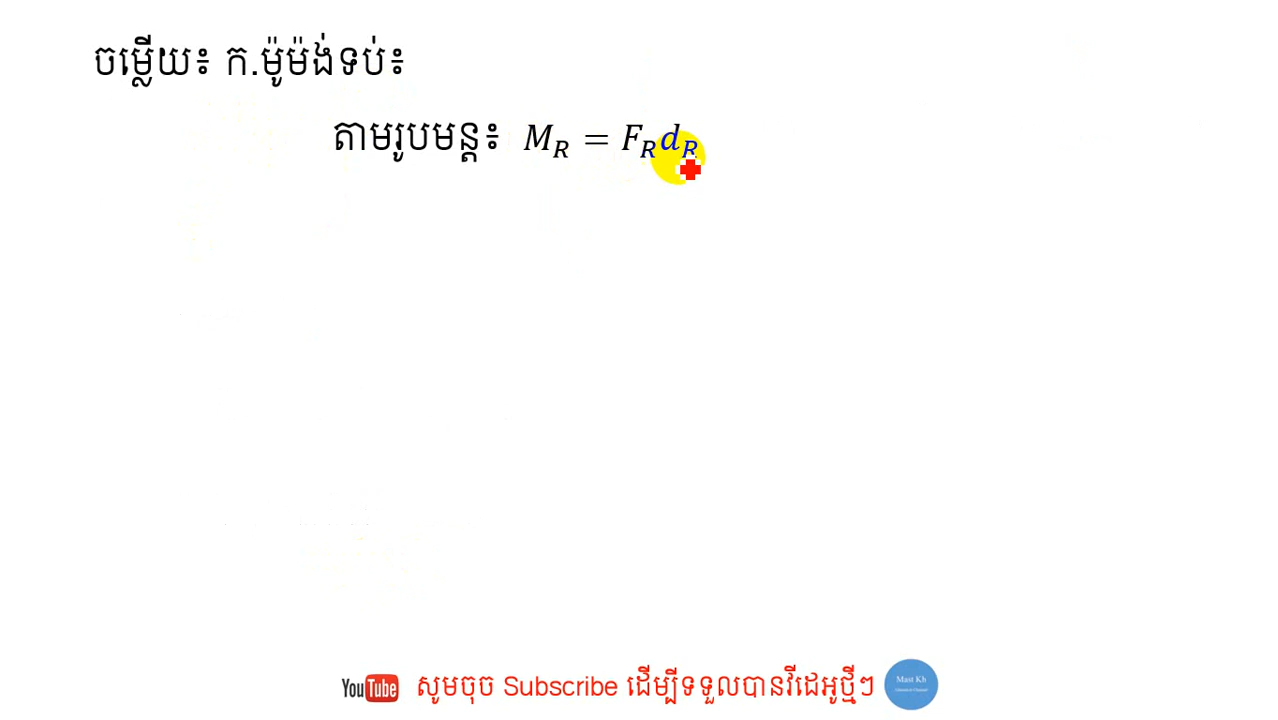 ចម្លើយ៖ ក.ម៉ូម៉ង់ទប់៖
តាមរូបមន្ត៖ M_R = F_R d_R
YouTube សូមចុច Subscribe ដើម្បីទទួលបានវីដេអូថ្មីៗ Mast Kh